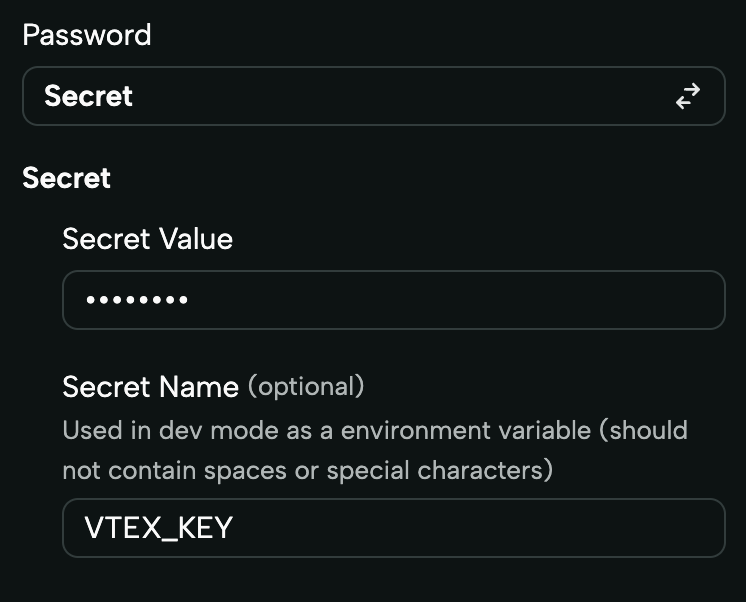 Password
Secret
Secret
Secret Value
••••••••
Secret Name (optional)
Used in dev mode as a environment variable (should
not contain spaces or special characters)
VTEX_KEY